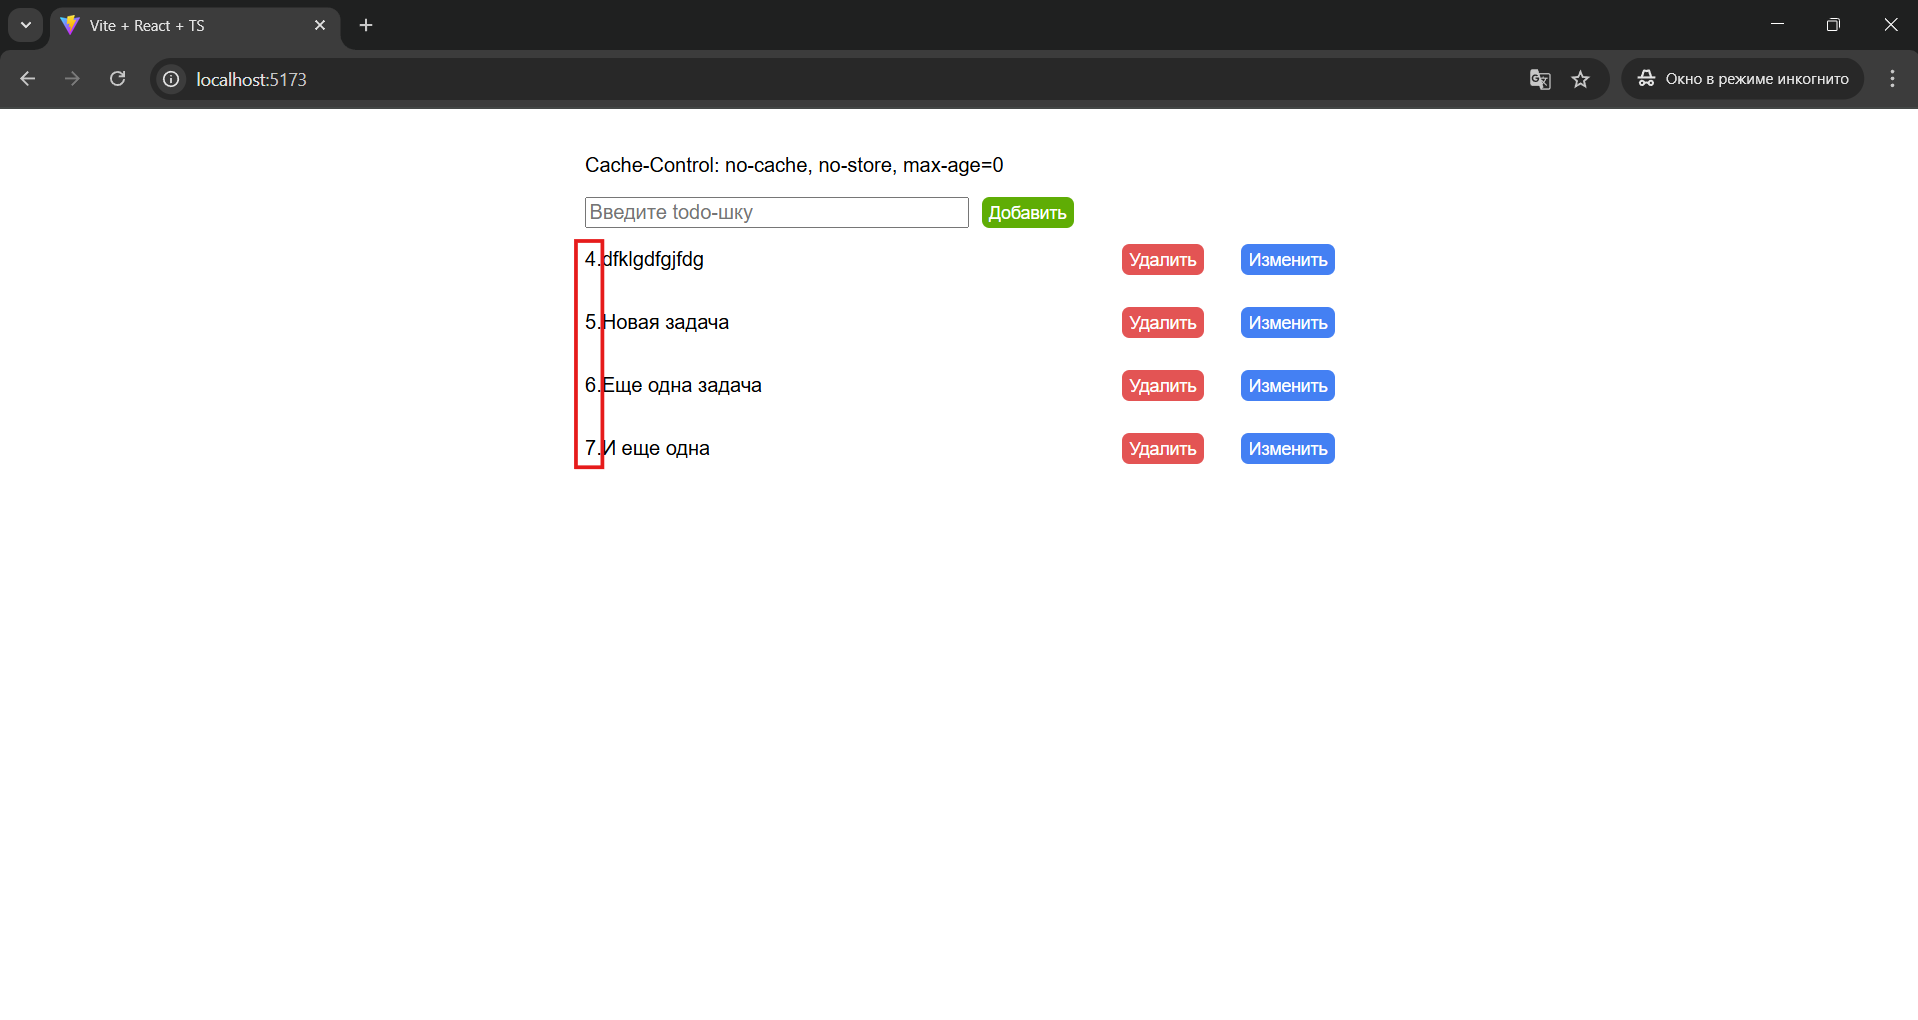 Vite + React + TS
localhost:5173
Окно в режиме инкогнито
Cache-Control: no-cache, no-store, max-age=0
Введите todo-шку Добавить
4.dfklgdfgjfdg Удалить Изменить
5.Новая задача Удалить Изменить
6.Еще одна задача Удалить Изменить
7.И еще одна Удалить Изменить